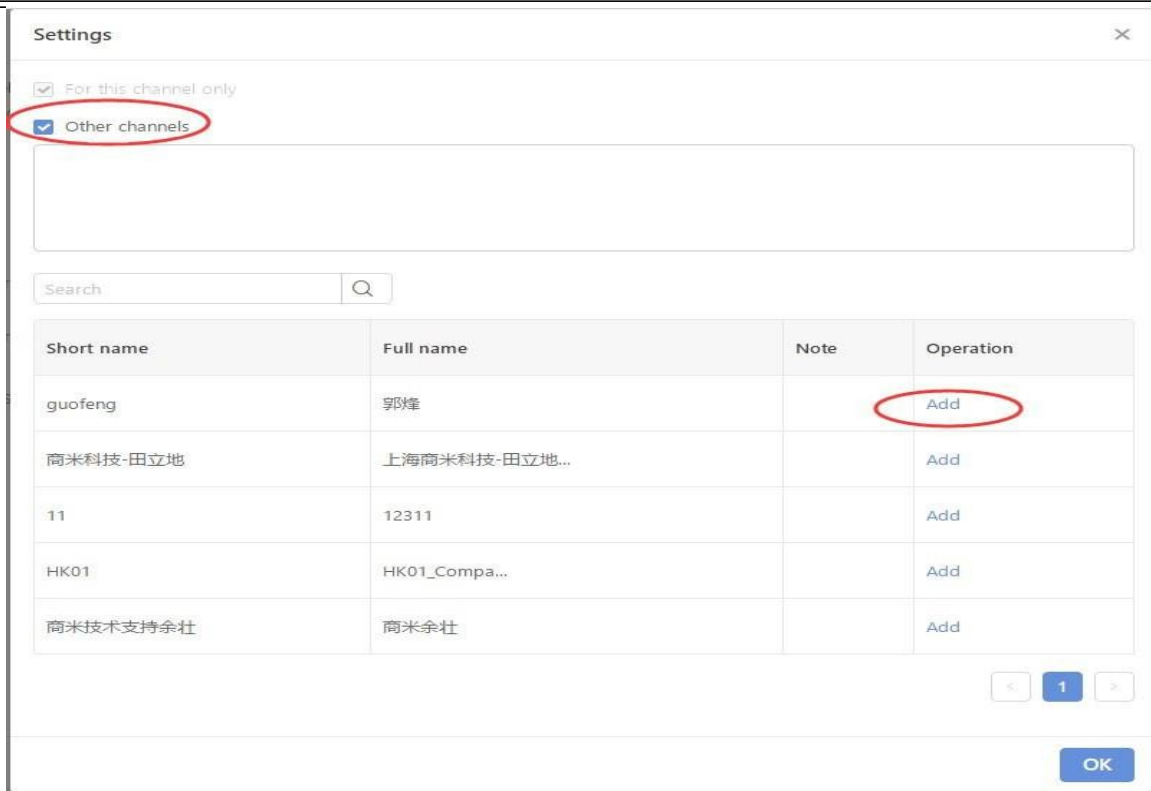 Settings
For this channel only
Other channels
Search
Short name Full name Note Operation
guofeng 郭烽 Add
商米科技-田立地 上海商米科技-田立地... Add
11 12311 Add
HK01 HK01_Compa... Add
商米技术支持余壮 商米余壮 Add
< 1 >
OK